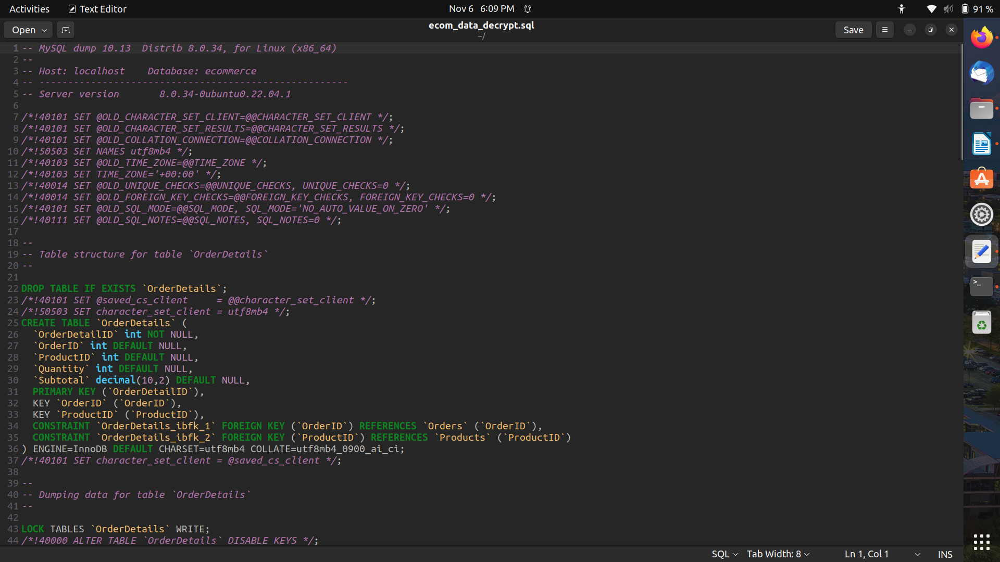 Activities Text Editor Nov 6 6:09 PM 91 %
Open ecom_data_decrypt.sql Save
~/
1 -- MySQL dump 10.13  Distrib 8.0.34, for Linux (x86_64)
2 --
3 -- Host: localhost    Database: ecommerce
4 -- ------------------------------------------------------
5 -- Server version       8.0.34-0ubuntu0.22.04.1
6
7 /*!40101 SET @OLD_CHARACTER_SET_CLIENT=@@CHARACTER_SET_CLIENT */;
8 /*!40101 SET @OLD_CHARACTER_SET_RESULTS=@@CHARACTER_SET_RESULTS */;
9 /*!40101 SET @OLD_COLLATION_CONNECTION=@@COLLATION_CONNECTION */;
10 /*!50503 SET NAMES utf8mb4 */;
11 /*!40103 SET @OLD_TIME_ZONE=@@TIME_ZONE */;
12 /*!40103 SET TIME_ZONE='+00:00' */;
13 /*!40014 SET @OLD_UNIQUE_CHECKS=@@UNIQUE_CHECKS, UNIQUE_CHECKS=0 */;
14 /*!40014 SET @OLD_FOREIGN_KEY_CHECKS=@@FOREIGN_KEY_CHECKS, FOREIGN_KEY_CHECKS=0 */;
15 /*!40101 SET @OLD_SQL_MODE=@@SQL_MODE, SQL_MODE='NO_AUTO_VALUE_ON_ZERO' */;
16 /*!40111 SET @OLD_SQL_NOTES=@@SQL_NOTES, SQL_NOTES=0 */;
17
18 --
19 -- Table structure for table `OrderDetails`
20 --
21
22 DROP TABLE IF EXISTS `OrderDetails`;
23 /*!40101 SET @saved_cs_client     = @@character_set_client */;
24 /*!50503 SET character_set_client = utf8mb4 */;
25 CREATE TABLE `OrderDetails` (
26   `OrderDetailID` int NOT NULL,
27   `OrderID` int DEFAULT NULL,
28   `ProductID` int DEFAULT NULL,
29   `Quantity` int DEFAULT NULL,
30   `Subtotal` decimal(10,2) DEFAULT NULL,
31   PRIMARY KEY (`OrderDetailID`),
32   KEY `OrderID` (`OrderID`),
33   KEY `ProductID` (`ProductID`),
34   CONSTRAINT `OrderDetails_ibfk_1` FOREIGN KEY (`OrderID`) REFERENCES `Orders` (`OrderID`),
35   CONSTRAINT `OrderDetails_ibfk_2` FOREIGN KEY (`ProductID`) REFERENCES `Products` (`ProductID`)
36 ) ENGINE=InnoDB DEFAULT CHARSET=utf8mb4 COLLATE=utf8mb4_0900_ai_ci;
37 /*!40101 SET character_set_client = @saved_cs_client */;
38
39 --
40 -- Dumping data for table `OrderDetails`
41 --
42
43 LOCK TABLES `OrderDetails` WRITE;
44 /*!40000 ALTER TABLE `OrderDetails` DISABLE KEYS */;
SQL Tab Width: 8 Ln 1, Col 1 INS